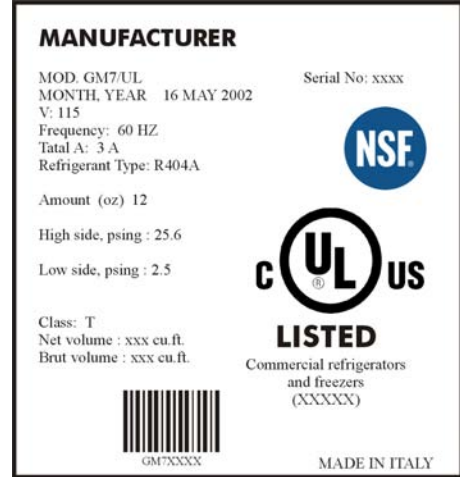 MANUFACTURER
MOD. GM7/UL
Serial No: xxxx
MONTH, YEAR 16 MAY 2002
V: 115
Frequency: 60 HZ
Tatal A: 3 A
Refrigerant Type: R404A
NSF®
Amount (oz) 12
High side, psing : 25.6
Low side, psing : 2.5
C UL® US
LISTED
Class: T
Net volume : xxx cu.ft.
Brut volume : xxx cu.ft.
Commercial refrigerators
and freezers
(XXXXX)
GM7XXXX
MADE IN ITALY